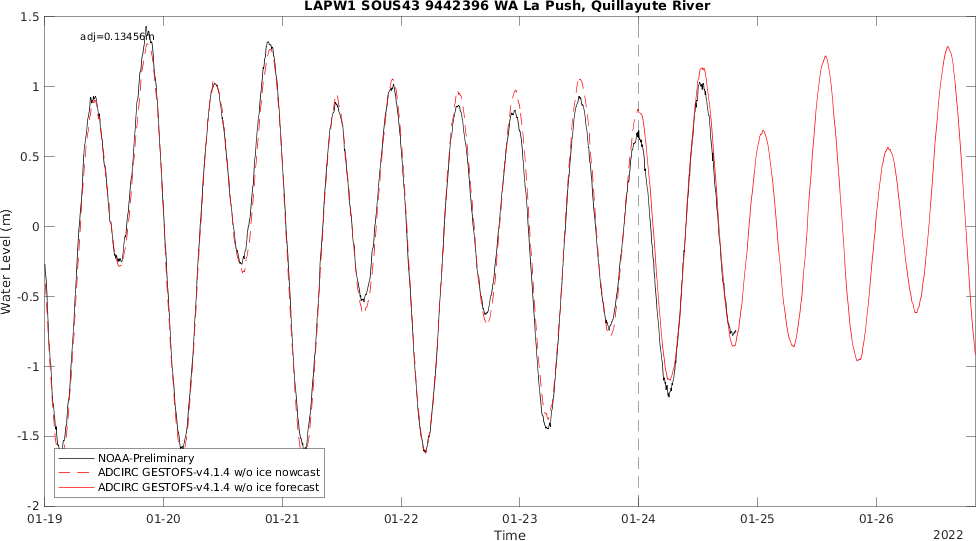 LAPW1 SOUS43 9442396 WA La Push, Quillayute River
1.5
1
0.5
0
-0.5
-1
-1.5
-2
Water Level (m)
adj=0.13456m
NOAA-Preliminary
ADCIRC GESTOFS-v4.1.4 w/o ice nowcast
ADCIRC GESTOFS-v4.1.4 w/o ice forecast
01-19 01-20 01-21 01-22 01-23 01-24 01-25 01-26
Time
2022